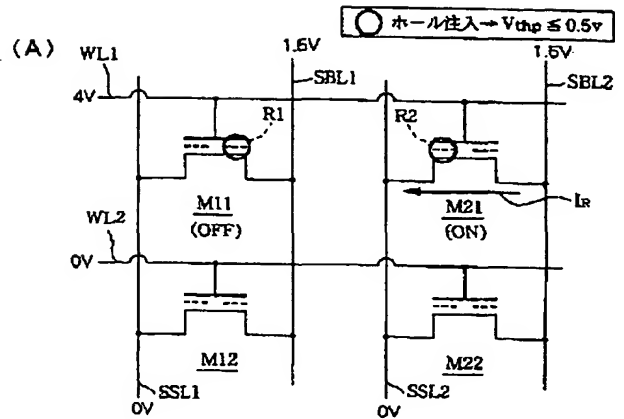 ホール注入→Vthp≦0.5v
(A)
1.5V
1.5V
WL1
SBL1
SBL2
4V
R1
R2
M11
(OFF)
M21
(ON)
IR
WL2
0V
M12
M22
SSL1
SSL2
0V
0V